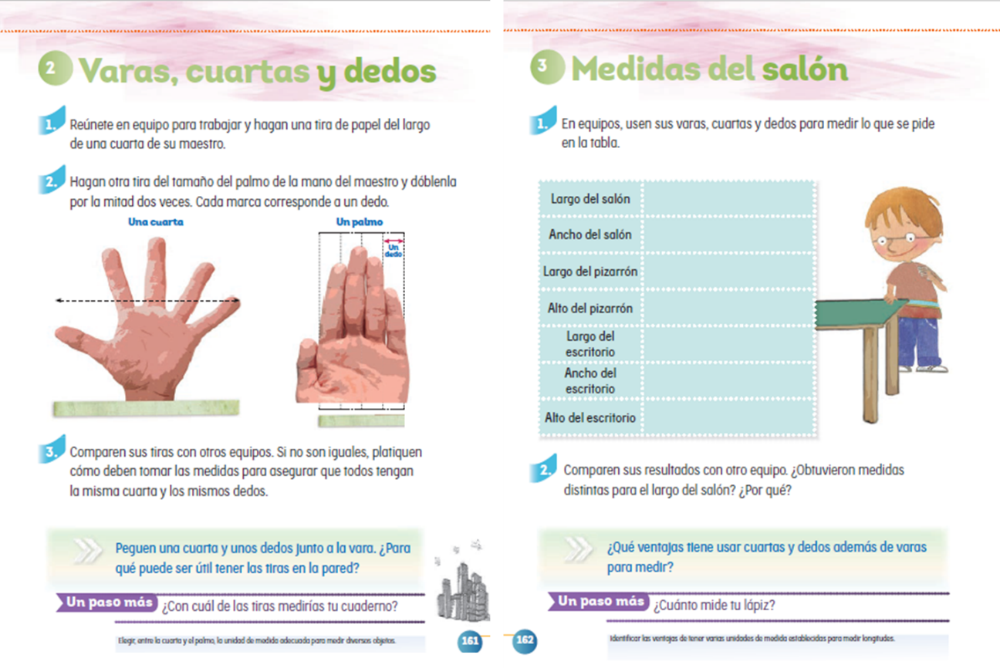 2 Varas, cuartas y dedos
1. Reúnete en equipo para trabajar y hagan una tira de papel del largo
de una cuarta de su maestro.
2. Hagan otra tira del tamaño del palmo de la mano del maestro y dóblenla
por la mitad dos veces. Cada marca corresponde a un dedo.
Una cuarta
Un palmo
Un
dedo
3. Comparen sus tiras con otros equipos. Si no son iguales, platiquen
cómo deben tomar las medidas para asegurar que todos tengan
la misma cuarta y los mismos dedos.
Peguen una cuarta y unos dedos junto a la vara. ¿Para
qué puede ser útil tener las tiras en la pared?
Un paso más ¿Con cuál de las tiras medirías tu cuaderno?
Elegir, entre la cuarta y el palmo, la unidad de medida adecuada para medir diversos objetos.
161
3 Medidas del salón
1. En equipos, usen sus varas, cuartas y dedos para medir lo que se pide
en la tabla.
Largo del salón
Ancho del salón
Largo del pizarrón
Alto del pizarrón
Largo del
escritorio
Ancho del
escritorio
Alto del escritorio
2. Comparen sus resultados con otro equipo. ¿Obtuvieron medidas
distintas para el largo del salón? ¿Por qué?
¿Qué ventajas tiene usar cuartas y dedos además de varas
para medir?
Un paso más ¿Cuánto mide tu lápiz?
162
Identificar las ventajas de tener varias unidades de medida establecidas para medir longitudes.